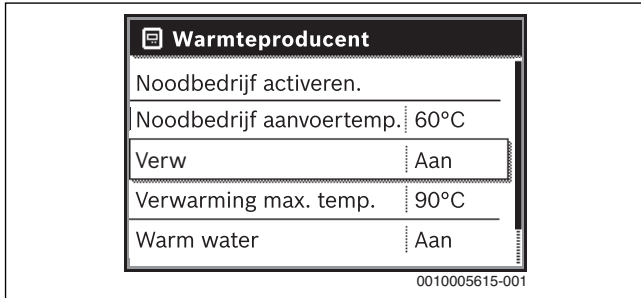 Warmteproducent
Noodbedrijf activeren.
Noodbedrijf aanvoertemp. 60°C
Verw Aan
Verwarming max. temp. 90°C
Warm water Aan
0010005615-001